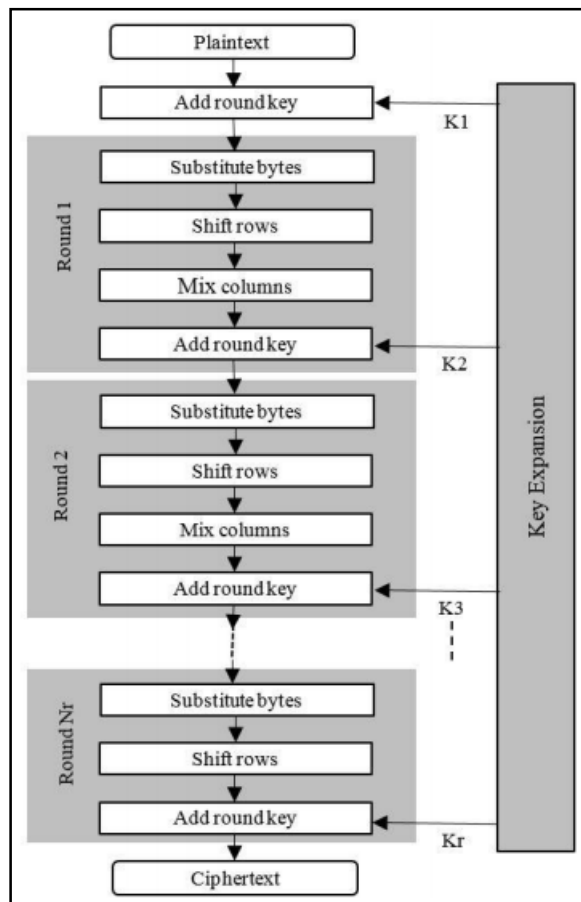 Plaintext
Add round key
K1
Round 1
Substitute bytes
Shift rows
Mix columns
Add round key
K2
Round 2
Substitute bytes
Shift rows
Mix columns
Add round key
K3
Key Expansion
Round Nr
Substitute bytes
Shift rows
Add round key
Kr
Ciphertext